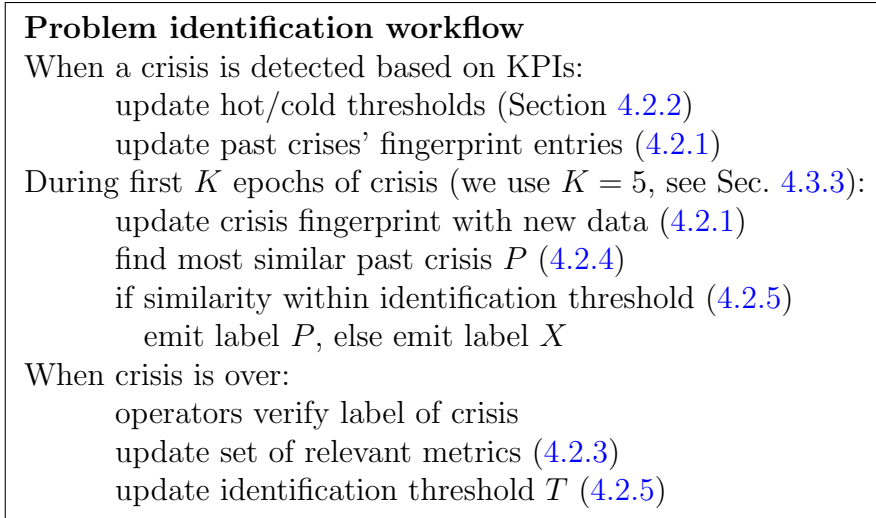 Problem identification workflow
When a crisis is detected based on KPIs:
update hot/cold thresholds (Section 4.2.2)
update past crises’ fingerprint entries (4.2.1)
During first K epochs of crisis (we use K = 5, see Sec. 4.3.3):
update crisis fingerprint with new data (4.2.1)
find most similar past crisis P (4.2.4)
if similarity within identification threshold (4.2.5)
emit label P, else emit label X
When crisis is over:
operators verify label of crisis
update set of relevant metrics (4.2.3)
update identification threshold T (4.2.5)